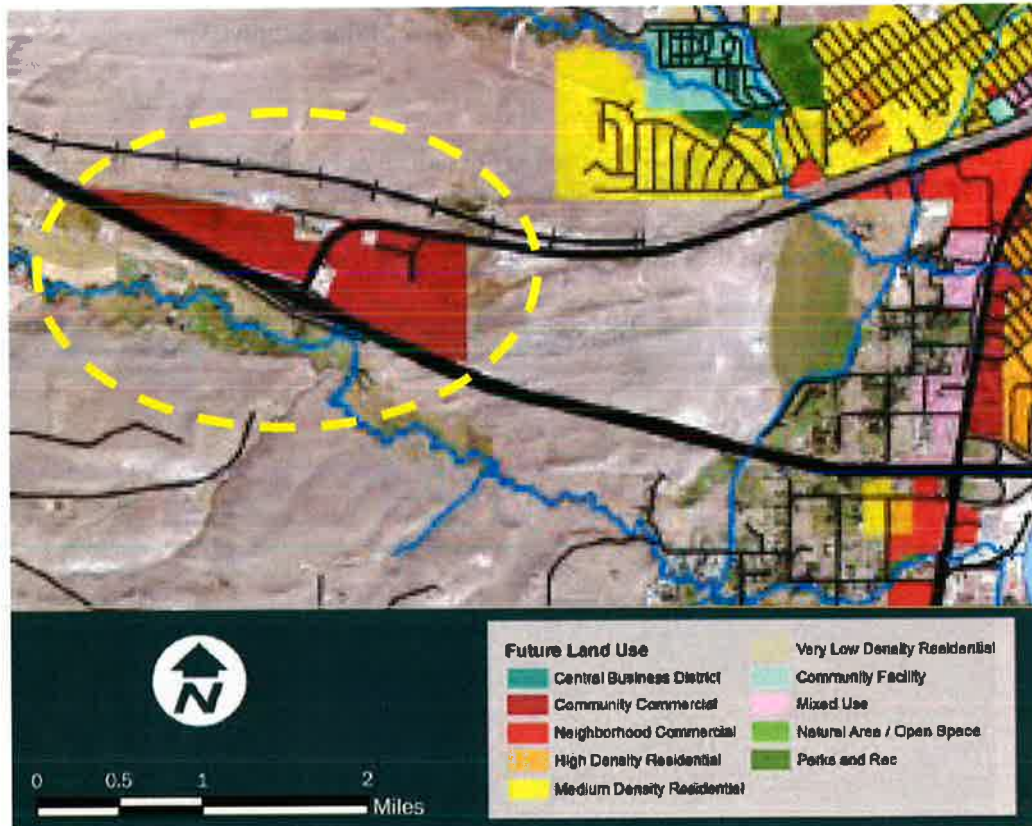 N
0 0.5 1 2
Miles
Future Land Use
Central Business District
Community Commercial
Neighborhood Commercial
High Density Residential
Medium Density Residential
Very Low Density Residential
Community Facility
Mixed Use
Natural Area / Open Space
Parks and Rec